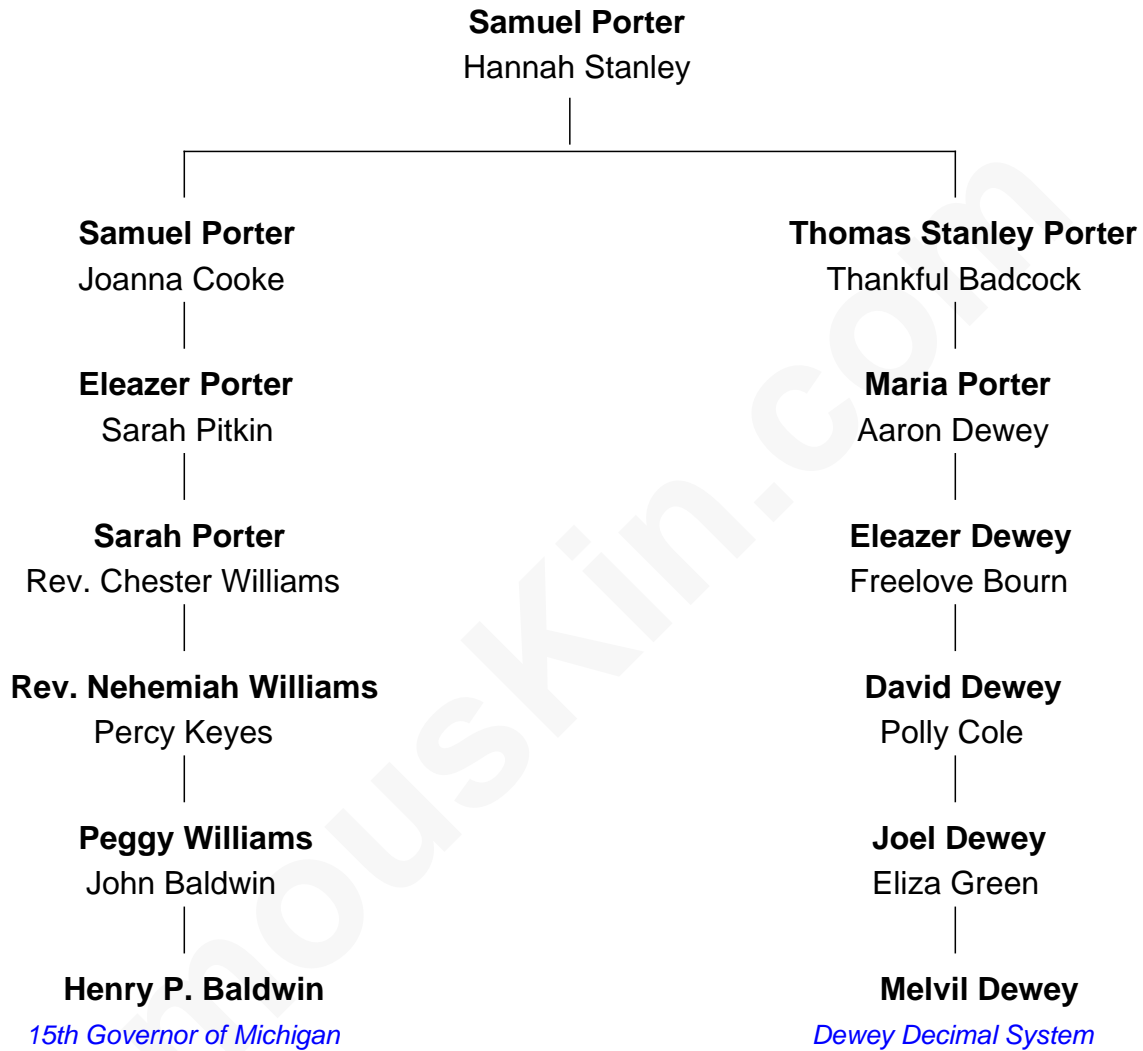 Samuel Porter
Hannah Stanley
Samuel Porter
Joanna Cooke
Thomas Stanley Porter
Thankful Badcock
Eleazer Porter
Sarah Pitkin
Maria Porter
Aaron Dewey
Sarah Porter
Rev. Chester Williams
Eleazer Dewey
Freelove Bourn
Rev. Nehemiah Williams
Percy Keyes
David Dewey
Polly Cole
Peggy Williams
John Baldwin
Joel Dewey
Eliza Green
Henry P. Baldwin
15th Governor of Michigan
Melvil Dewey
Dewey Decimal System
mouskin.com